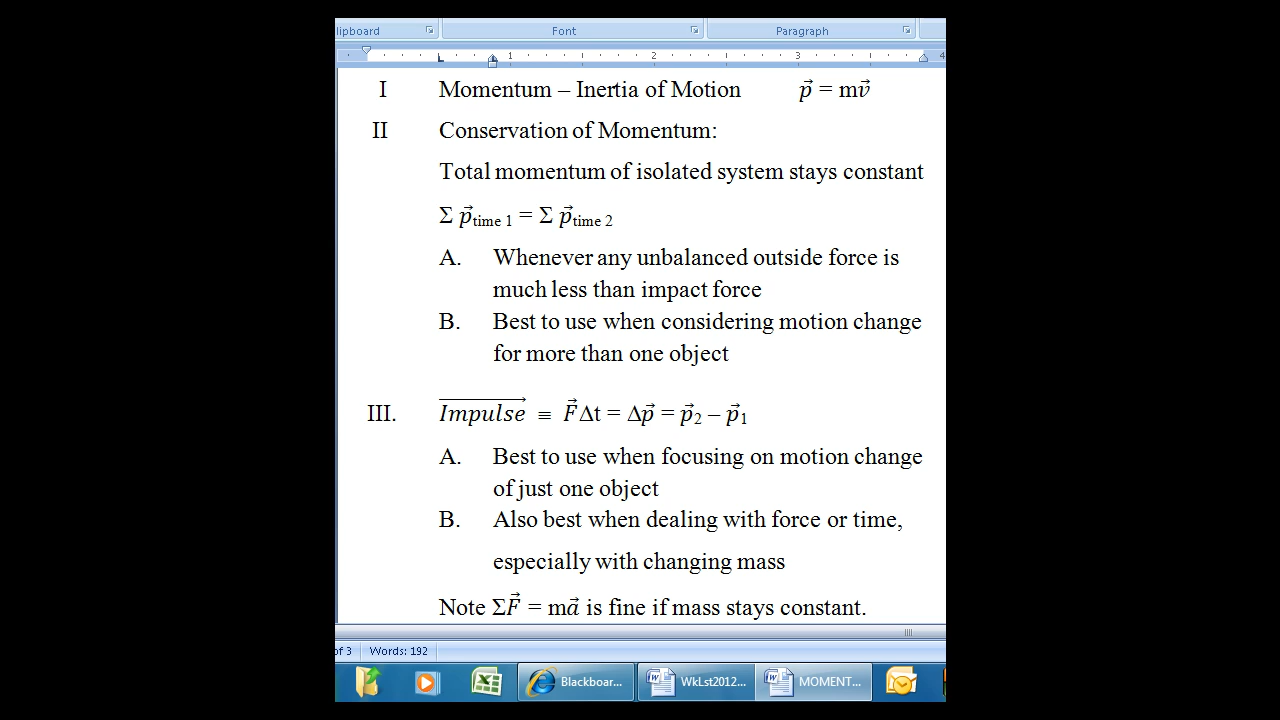 lipboard Font Paragraph
1 2 3 4
I Momentum – Inertia of Motion p⃗ = mv⃗
II Conservation of Momentum:
Total momentum of isolated system stays constant
Σ p⃗time 1 = Σ p⃗time 2
A. Whenever any unbalanced outside force is
much less than impact force
B. Best to use when considering motion change
for more than one object
III. Impulse ≡ F⃗Δt = Δp⃗ = p⃗2 – p⃗1
A. Best to use when focusing on motion change
of just one object
B. Also best when dealing with force or time,
especially with changing mass
Note ΣF⃗ = ma⃗ is fine if mass stays constant.
of 3 Words: 192
Blackboar... WkLst2012... MOMENT...